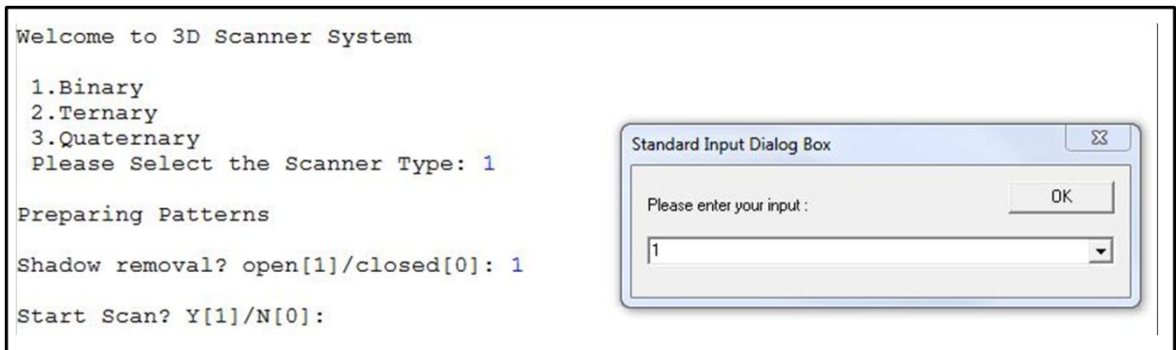 Welcome to 3D Scanner System
1.Binary
2.Ternary
3.Quaternary
Please Select the Scanner Type: 1
Preparing Patterns
Shadow removal? open[1]/closed[0]: 1
Start Scan? Y[1]/N[0]:
Standard Input Dialog Box
Please enter your input :
OK
1